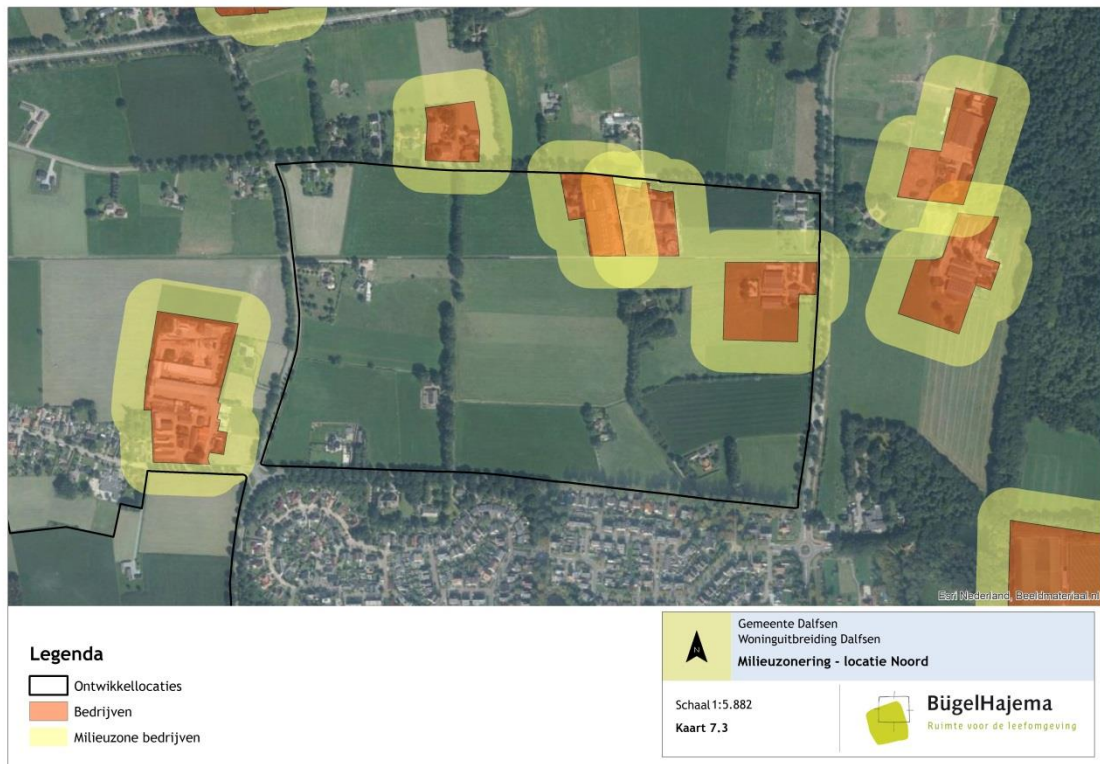 Esri Nederland, Beeldmateriaal.nl
Legenda
Ontwikkellocaties
Bedrijven
Milieuzone bedrijven
N
Gemeente Dalfsen
Woninguitbreiding Dalfsen
Milieuzonering - locatie Noord
Schaal 1:5.882
Kaart 7.3
BügelHajema
Ruimte voor de leefomgeving